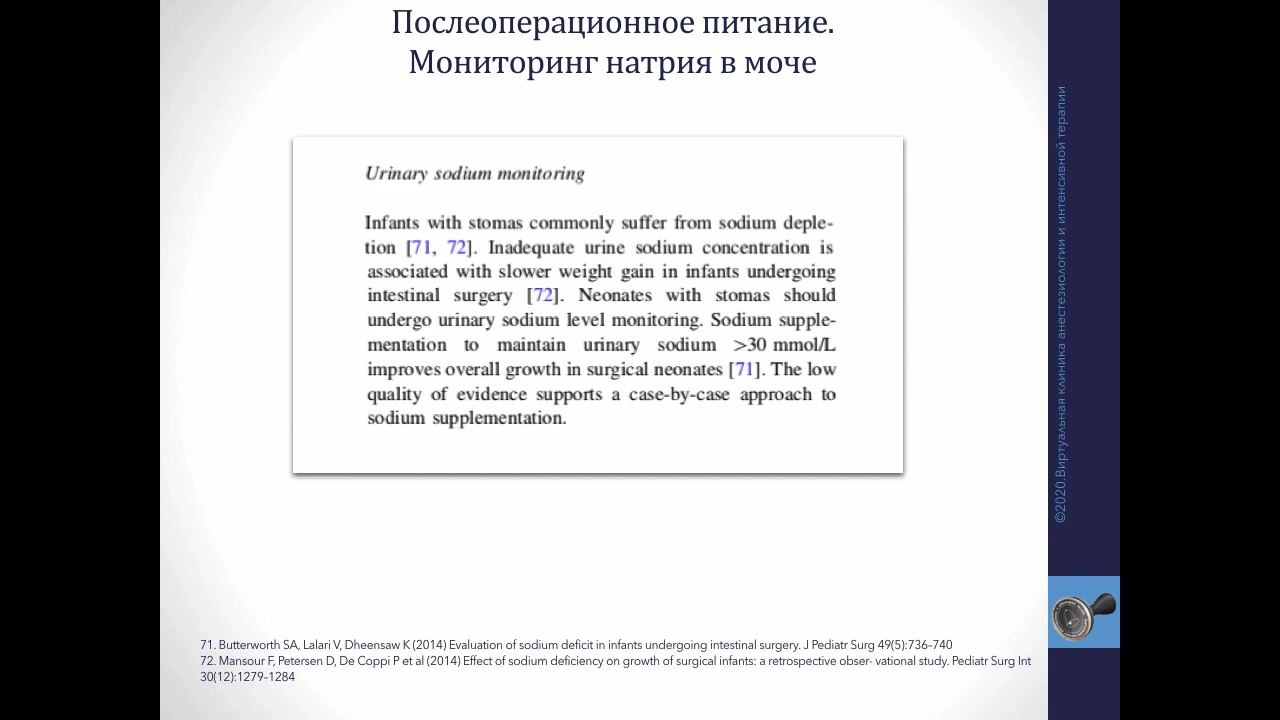 Послеоперационное питание.
Мониторинг натрия в моче
Urinary sodium monitoring
Infants with stomas commonly suffer from sodium deple-
tion [71, 72]. Inadequate urine sodium concentration is
associated with slower weight gain in infants undergoing
intestinal surgery [72]. Neonates with stomas should
undergo urinary sodium level monitoring. Sodium supple-
mentation to maintain urinary sodium >30 mmol/L
improves overall growth in surgical neonates [71]. The low
quality of evidence supports a case-by-case approach to
sodium supplementation.
71. Butterworth SA, Lalari V, Dheensaw K (2014) Evaluation of sodium deficit in infants undergoing intestinal surgery. J Pediatr Surg 49(5):736–740
72. Mansour F, Petersen D, De Coppi P et al (2014) Effect of sodium deficiency on growth of surgical infants: a retrospective obser- vational study. Pediatr Surg Int
30(12):1279–1284
©2020.Виртуальная клиника анестезиологии и интенсивной терапии